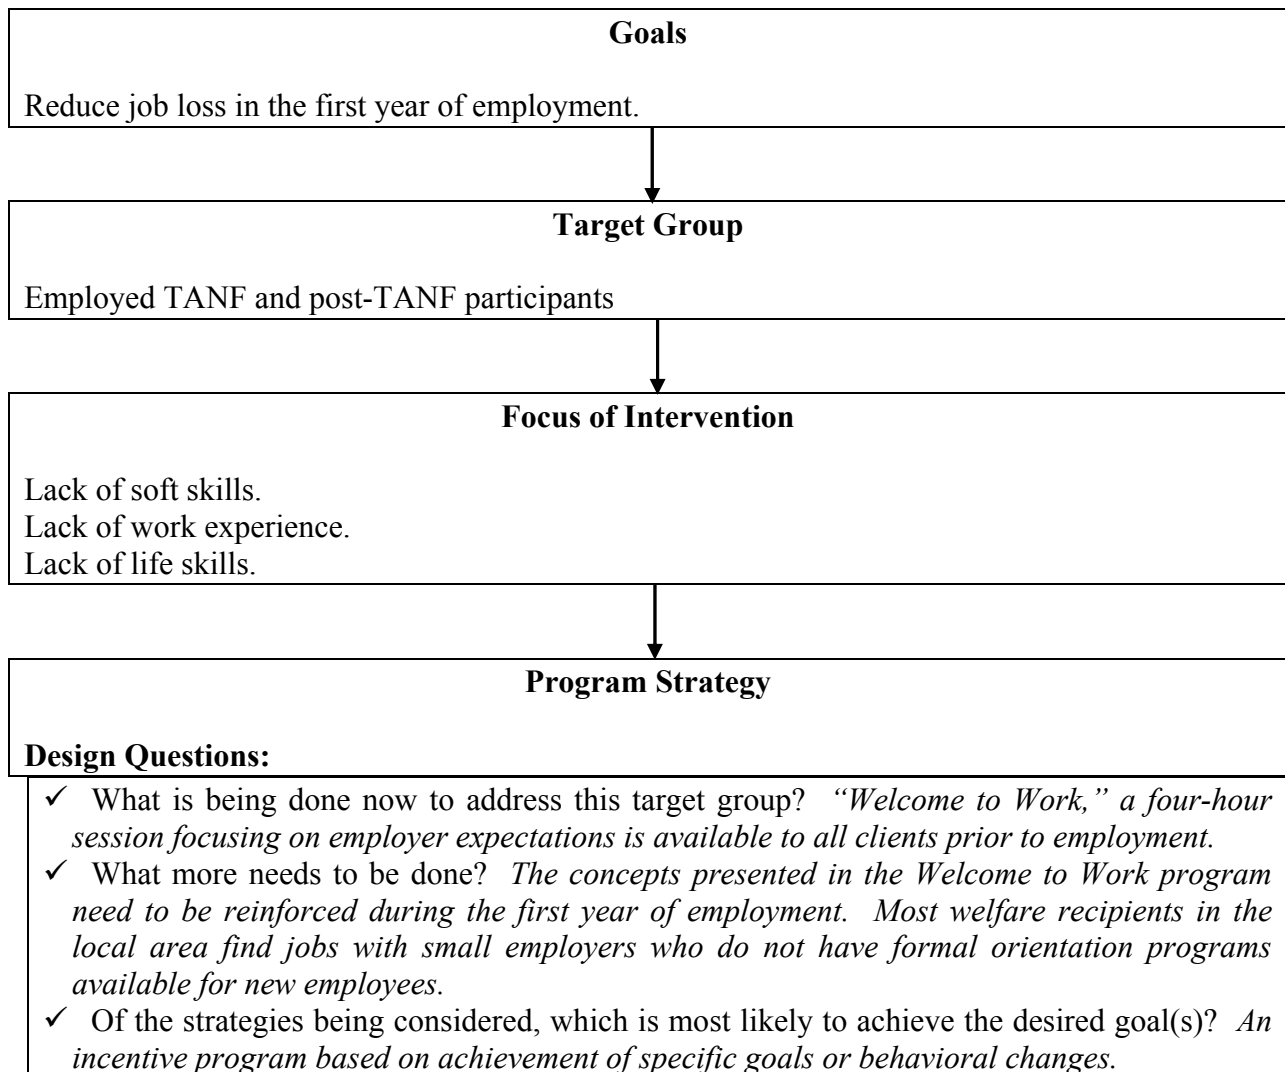 Goals
Reduce job loss in the first year of employment.
Target Group
Employed TANF and post-TANF participants
Focus of Intervention
Lack of soft skills.
Lack of work experience.
Lack of life skills.
Program Strategy
Design Questions:
✓ What is being done now to address this target group? “Welcome to Work,” a four-hour
session focusing on employer expectations is available to all clients prior to employment.
✓ What more needs to be done? The concepts presented in the Welcome to Work program
need to be reinforced during the first year of employment. Most welfare recipients in the
local area find jobs with small employers who do not have formal orientation programs
available for new employees.
✓ Of the strategies being considered, which is most likely to achieve the desired goal(s)? An
incentive program based on achievement of specific goals or behavioral changes.